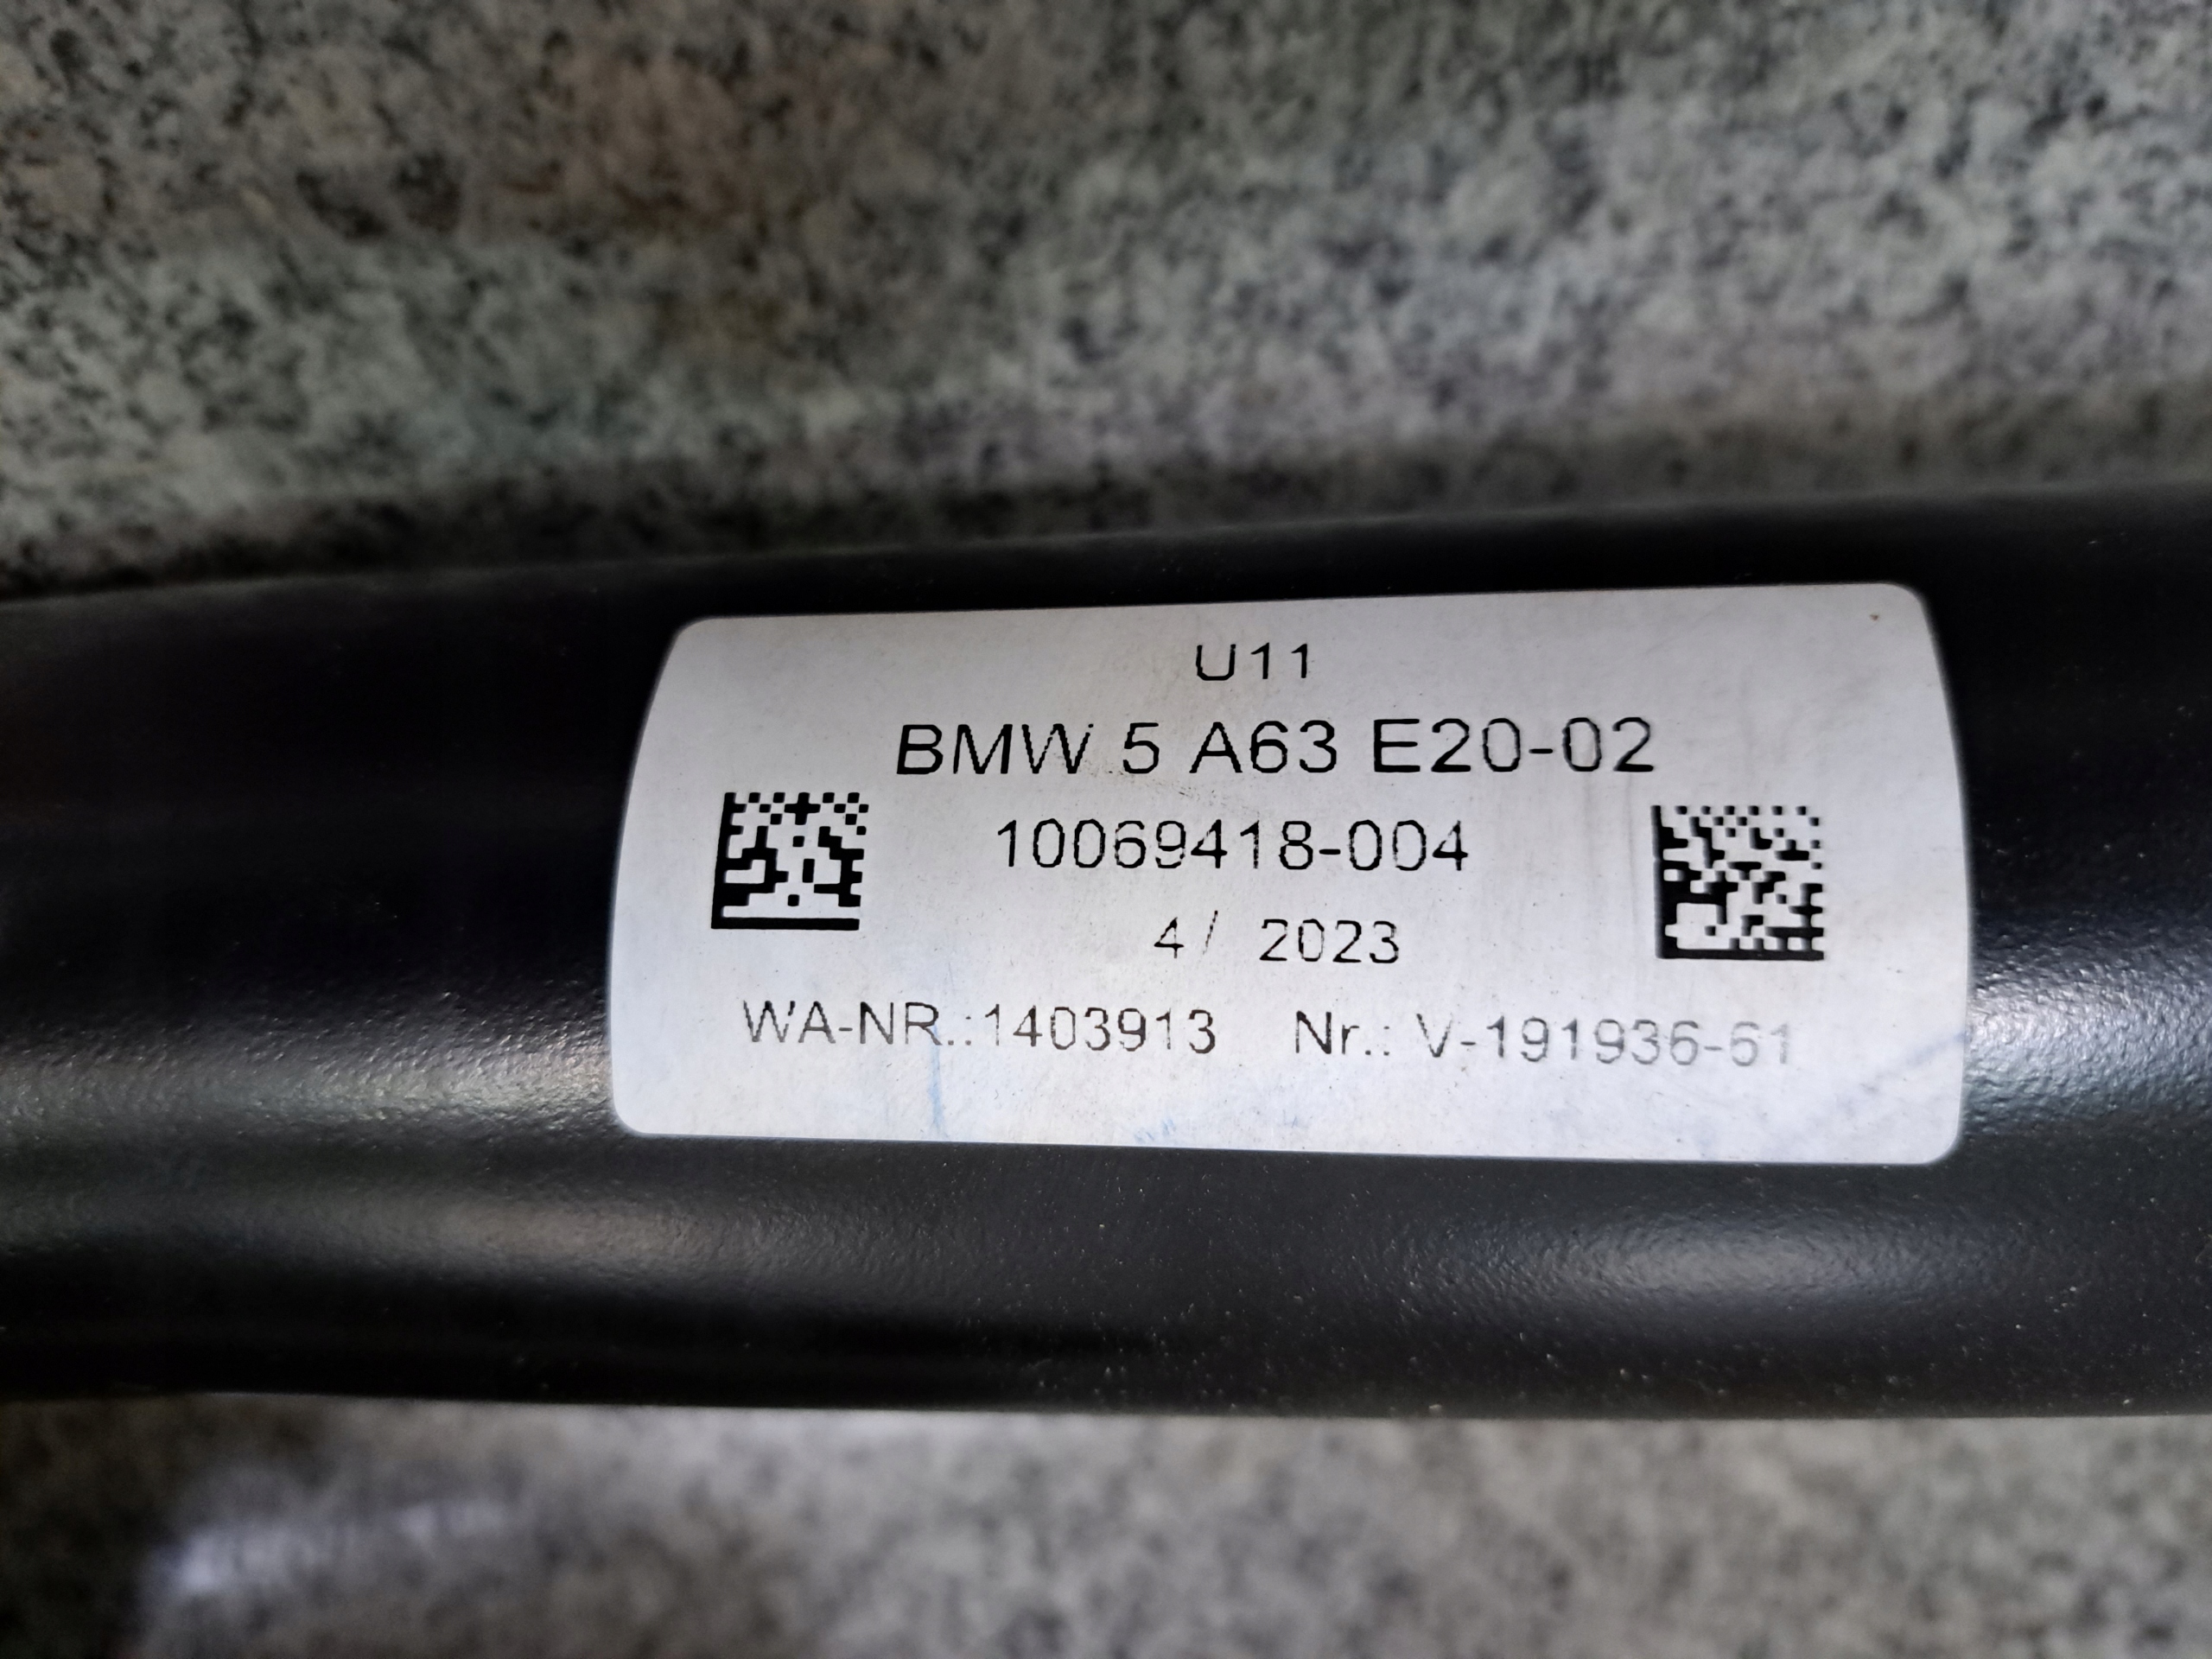 U11
BMW 5 A63 E20-02
10069418-004
4/ 2023
WA-NR.:1403913 Nr.: V-191936-61